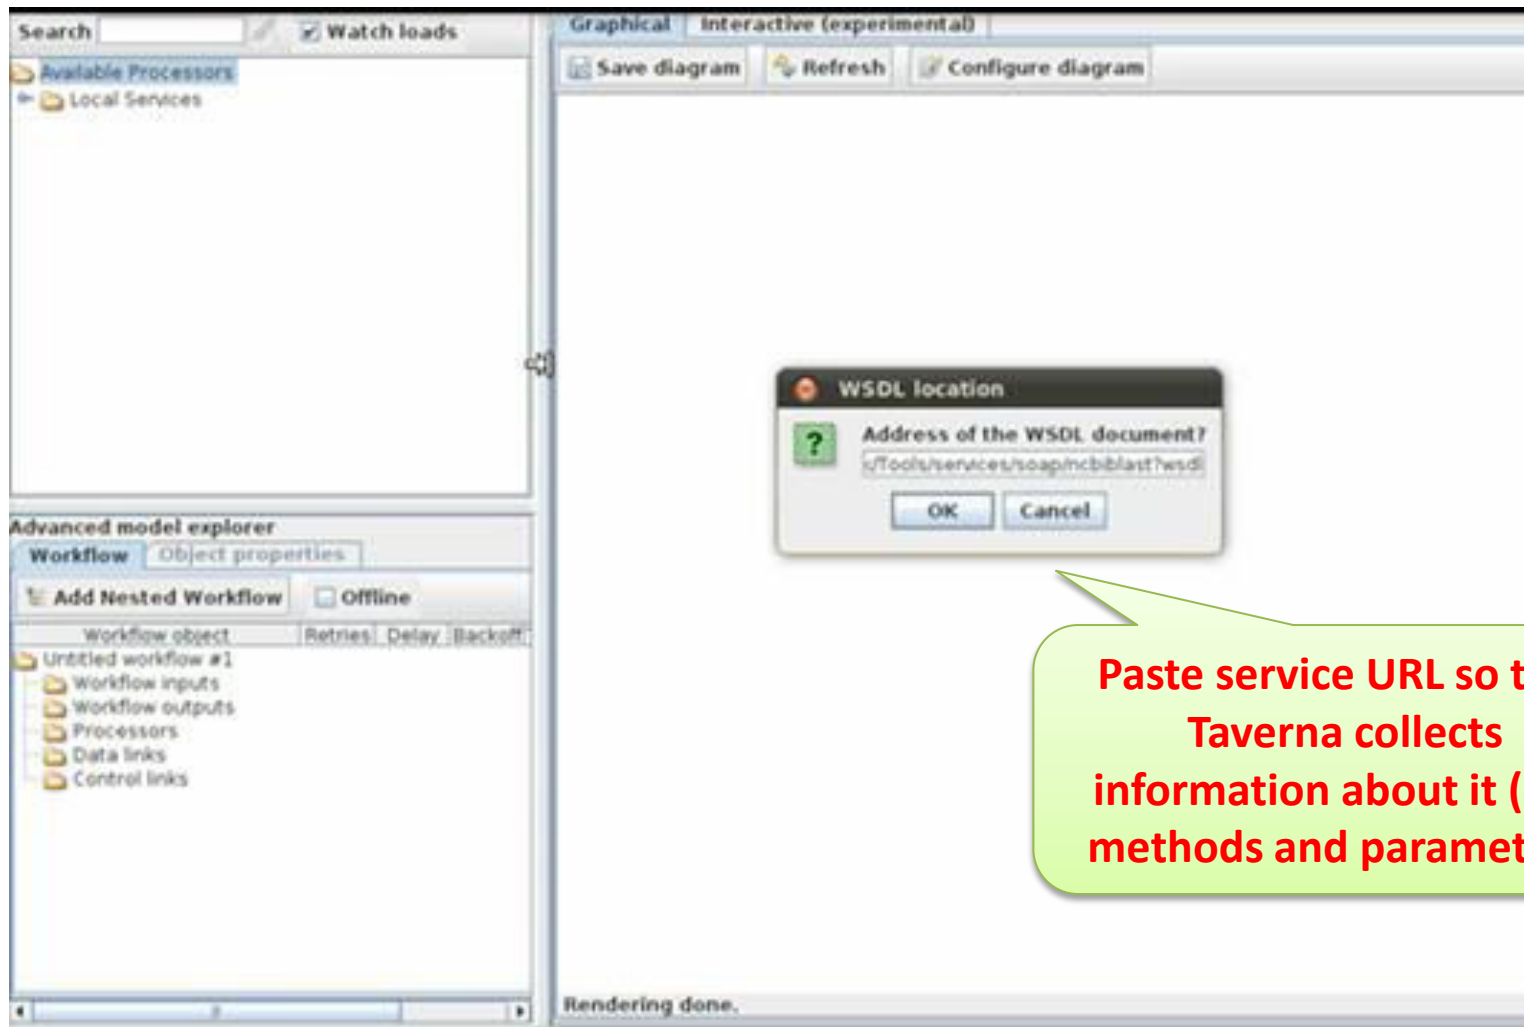 Search
Watch loads
Available Processors
Local Services
Advanced model explorer
Workflow Object properties
Add Nested Workflow Offline
Workflow object Retries Delay Backoff
Untitled workflow #1
Workflow inputs
Workflow outputs
Processors
Data links
Control links
Graphical Interactive (experimental)
Save diagram Refresh Configure diagram
WSDL location
Address of the WSDL document?
/Tools/services/soap/ncbiblast?wsdl
OK Cancel
Paste service URL so t
Taverna collects
information about it (
methods and paramet
Rendering done.